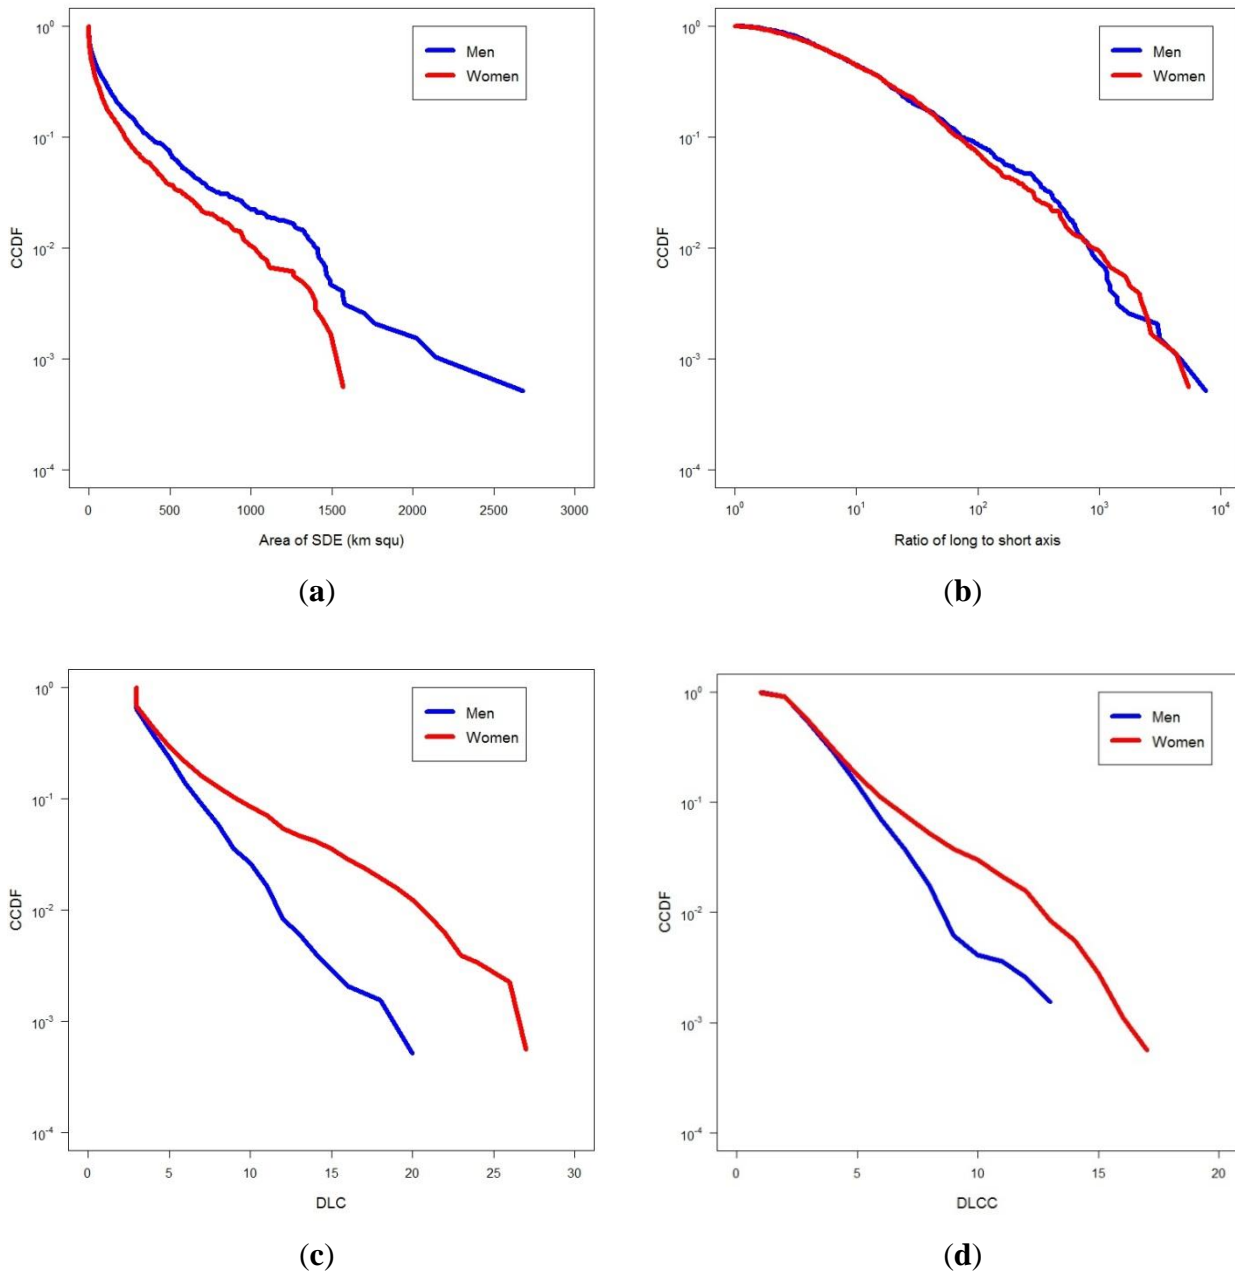 10^0
10^-1
10^-2
10^-3
10^-4
CCDF
Men
Women
0 500 1000 1500 2000 2500 3000
Area of SDE (km squ)
(a)
10^0
10^-1
10^-2
10^-3
10^-4
CCDF
Men
Women
10^0 10^1 10^2 10^3 10^4
Ratio of long to short axis
(b)
10^0
10^-1
10^-2
10^-3
10^-4
CCDF
Men
Women
0 5 10 15 20 25 30
DLC
(c)
10^0
10^-1
10^-2
10^-3
10^-4
CCDF
Men
Women
0 5 10 15 20
DLCC
(d)